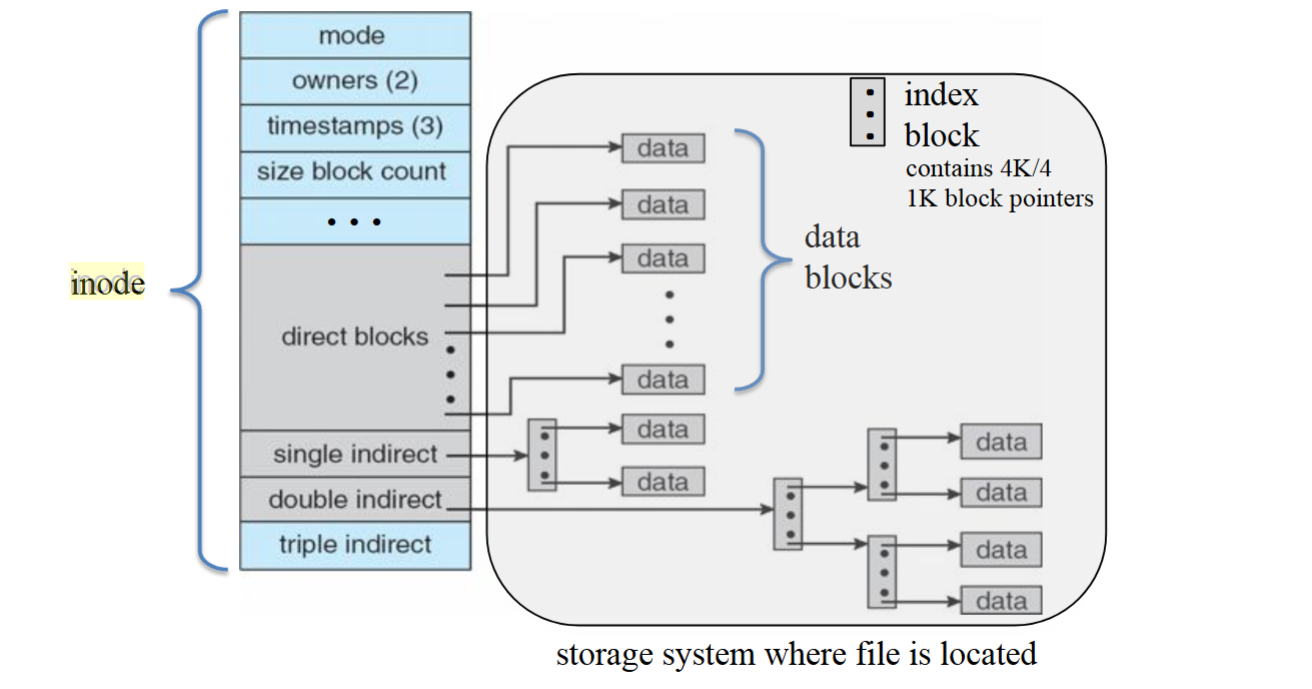 mode
owners (2)
timestamps (3)
size block count
• • •
inode
direct blocks
single indirect
double indirect
triple indirect
data
data
data
data
data
data
data
blocks
index
block
contains 4K/4
1K block pointers
data
data
data
data
storage system where file is located